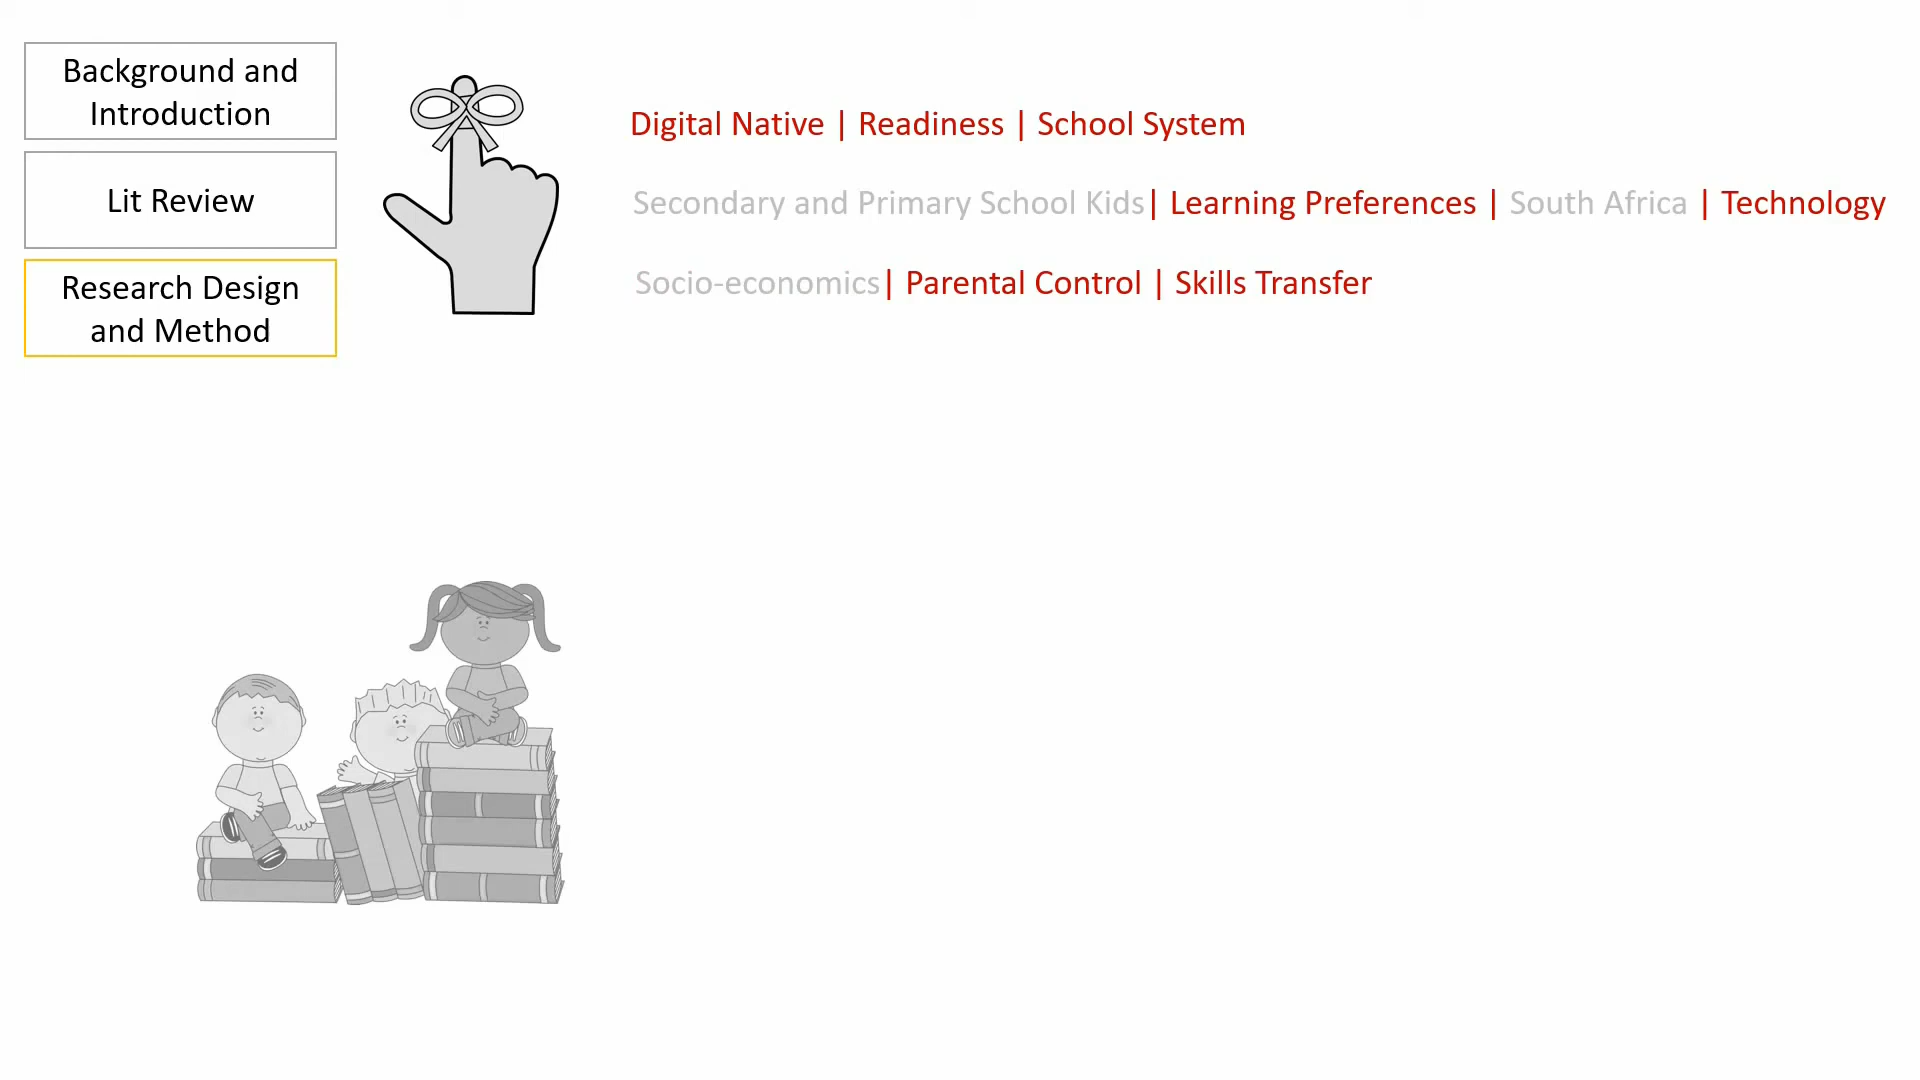 Background and
Introduction
Lit Review
Research Design
and Method
Digital Native | Readiness | School System
Secondary and Primary School Kids| Learning Preferences | South Africa | Technology
Socio-economics| Parental Control | Skills Transfer